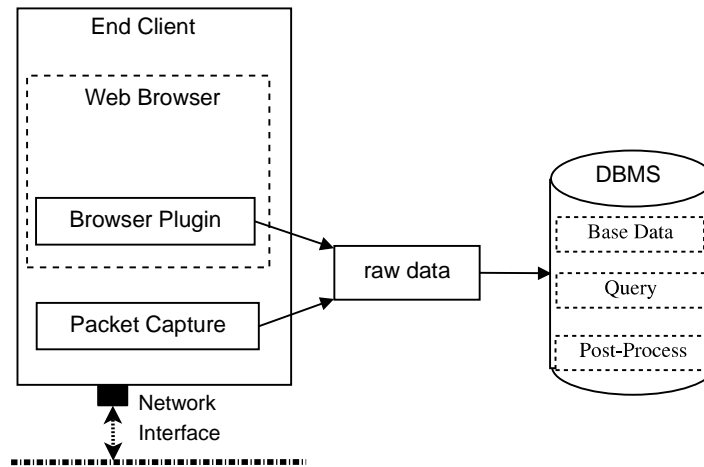 End Client
Web Browser
Browser Plugin
Packet Capture
Network
Interface
raw data
DBMS
Base Data
Query
Post-Process